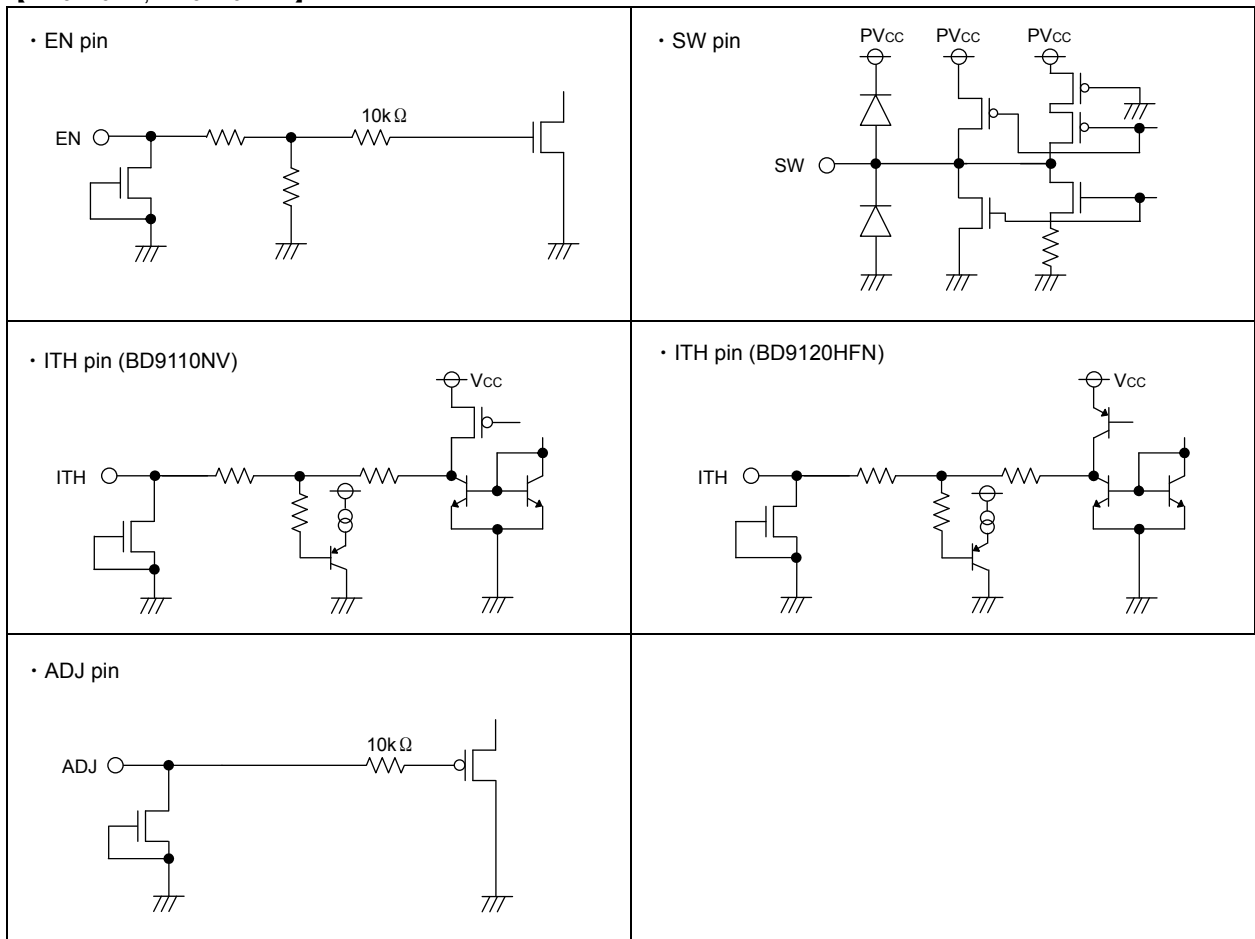 ・EN pin
EN
10kΩ
・SW pin
PVcc PVcc PVcc
SW
・ITH pin (BD9110NV)
Vcc
ITH
・ITH pin (BD9120HFN)
Vcc
ITH
・ADJ pin
ADJ
10kΩ